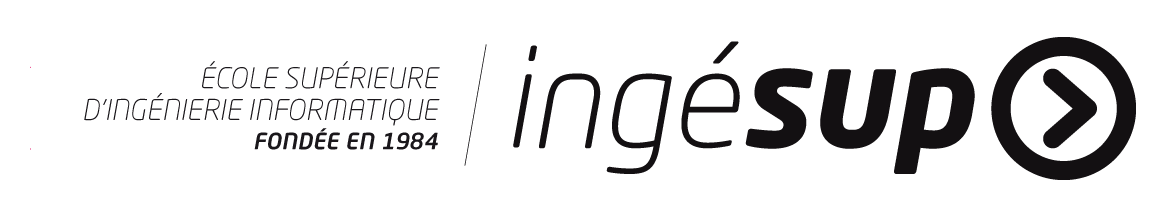 ÉCOLE SUPÉRIEURE
D'INGÉNIERIE INFORMATIQUE
FONDÉE EN 1984
ingésup